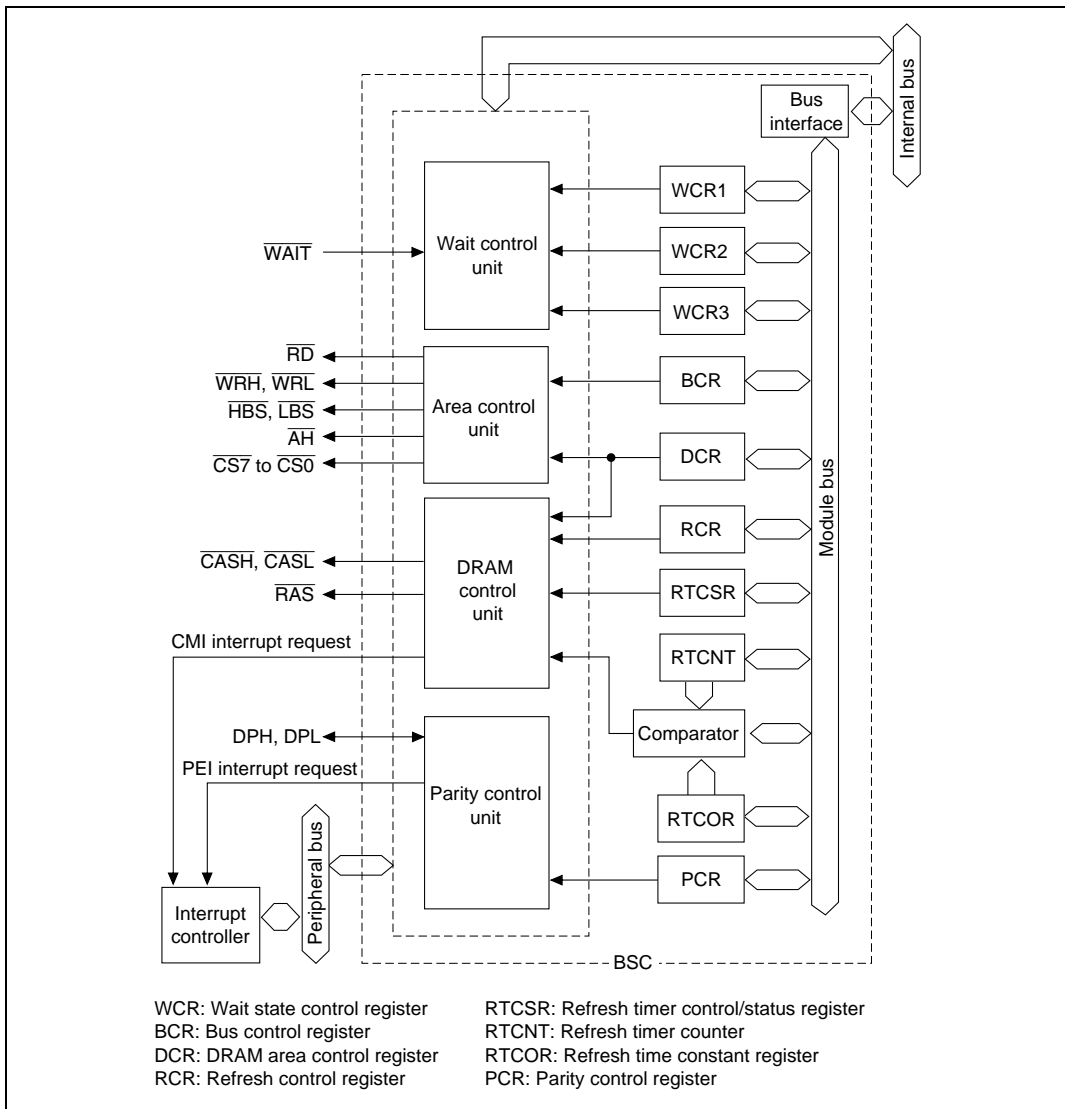 Internal bus
Bus
interface
WCR1
WAIT
Wait control
unit
WCR2
WCR3
RD
WRH, WRL
HBS, LBS
AH
CS7 to CS0
Area control
unit
BCR
DCR
Module bus
RCR
CASH, CASL
RAS
DRAM
control
unit
RTCSR
CMI interrupt request
RTCNT
Comparator
DPH, DPL
PEI interrupt request
Parity control
unit
RTCOR
PCR
Peripheral bus
Interrupt
controller
BSC
WCR: Wait state control register
BCR: Bus control register
DCR: DRAM area control register
RCR: Refresh control register
RTCSR: Refresh timer control/status register
RTCNT: Refresh timer counter
RTCOR: Refresh time constant register
PCR: Parity control register